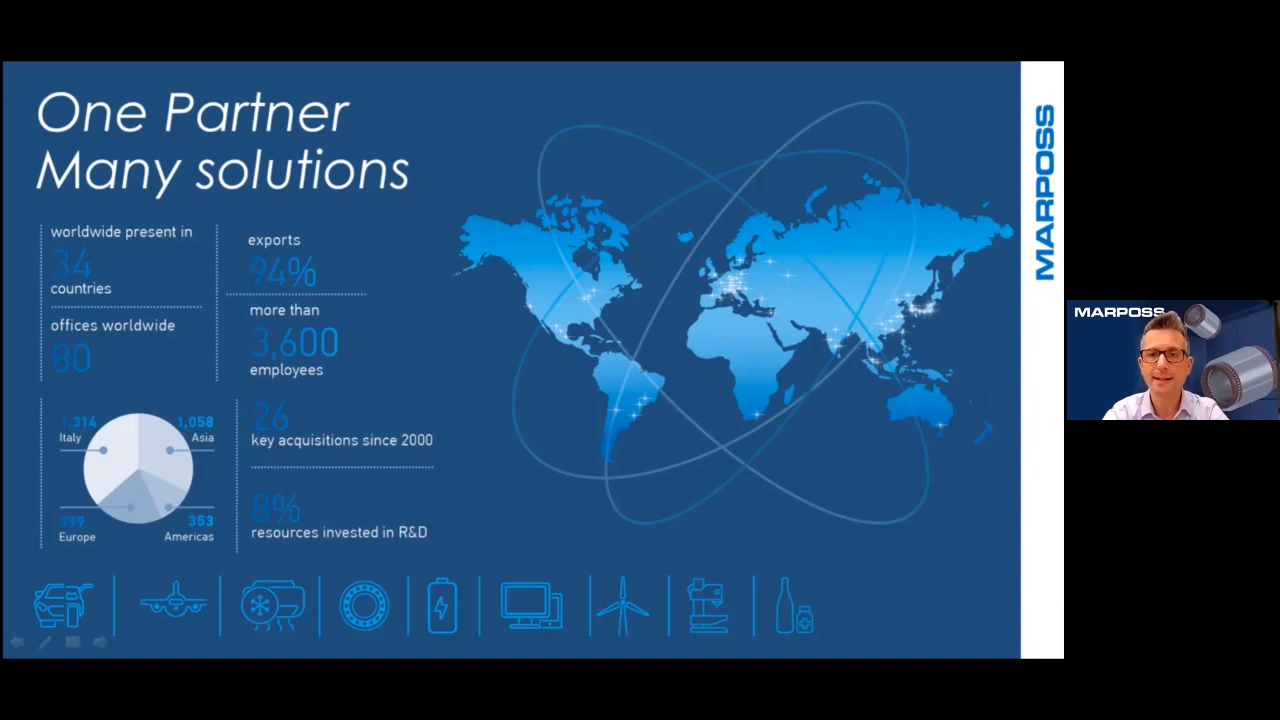 One Partner
Many solutions
worldwide present in
34
countries
offices worldwide
80
exports
94%
more than
3,600
employees
1,314
Italy
1,058
Asia
899
Europe
353
Americas
26
key acquisitions since 2000
8%
resources invested in R&D
MARPOSS
MARPOSS